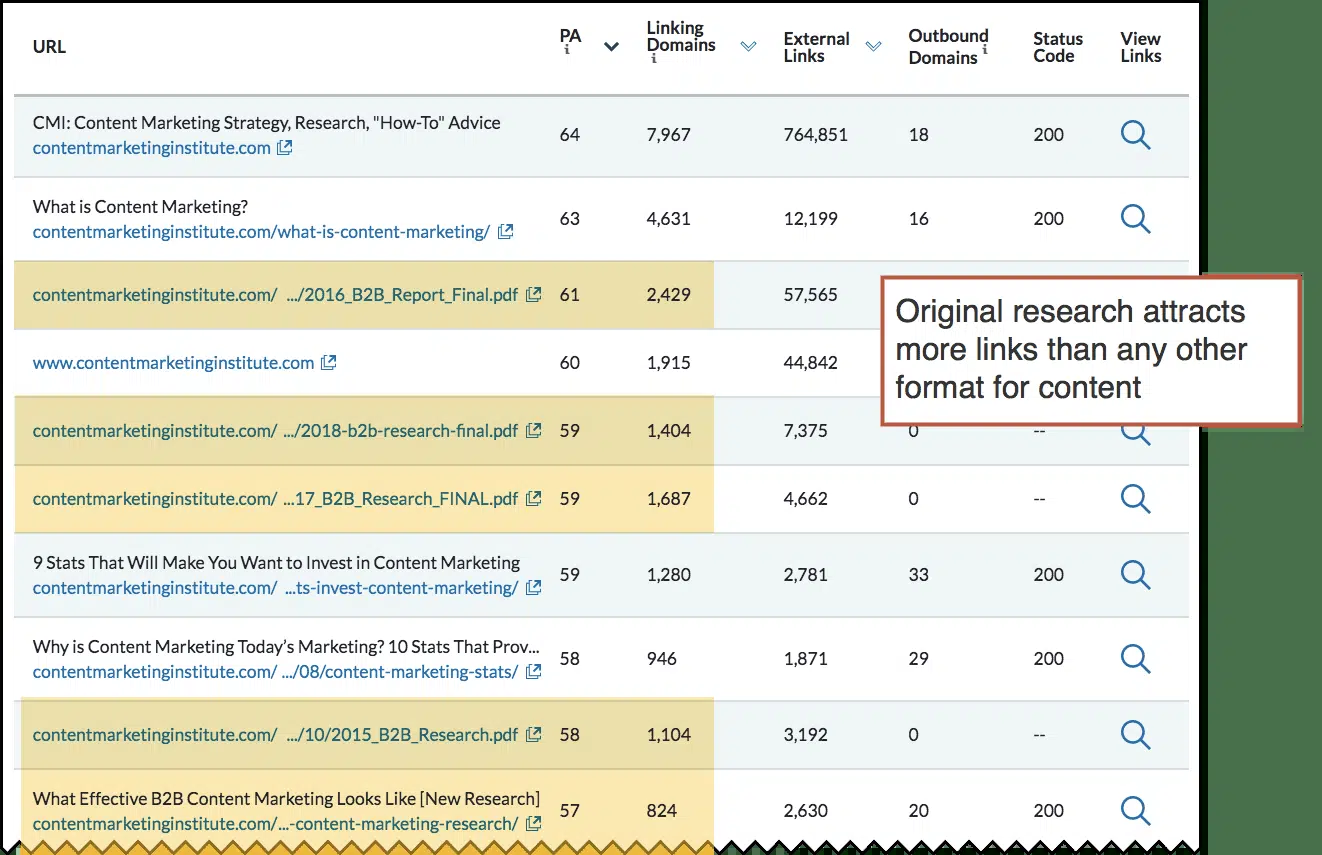 URL PA i Linking Domains i External Links Outbound Domains i Status Code View Links
CMI: Content Marketing Strategy, Research, "How-To" Advice
contentmarketinginstitute.com 64 7,967 764,851 18 200
What is Content Marketing?
contentmarketinginstitute.com/what-is-content-marketing/ 63 4,631 12,199 16 200
contentmarketinginstitute.com/ .../2016_B2B_Report_Final.pdf 61 2,429 57,565
Original research attracts
more links than any other
format for content
www.contentmarketinginstitute.com 60 1,915 44,842
contentmarketinginstitute.com/ .../2018-b2b-research-final.pdf 59 1,404 7,375 0 --
contentmarketinginstitute.com/ ...17_B2B_Research_FINAL.pdf 59 1,687 4,662 0 --
9 Stats That Will Make You Want to Invest in Content Marketing
contentmarketinginstitute.com/ ...ts-invest-content-marketing/ 59 1,280 2,781 33 200
Why is Content Marketing Today’s Marketing? 10 Stats That Prov...
contentmarketinginstitute.com/ .../08/content-marketing-stats/ 58 946 1,871 29 200
contentmarketinginstitute.com/ .../10/2015_B2B_Research.pdf 58 1,104 3,192 0 --
What Effective B2B Content Marketing Looks Like [New Research]
contentmarketinginstitute.com/...-content-marketing-research/ 57 824 2,630 20 200